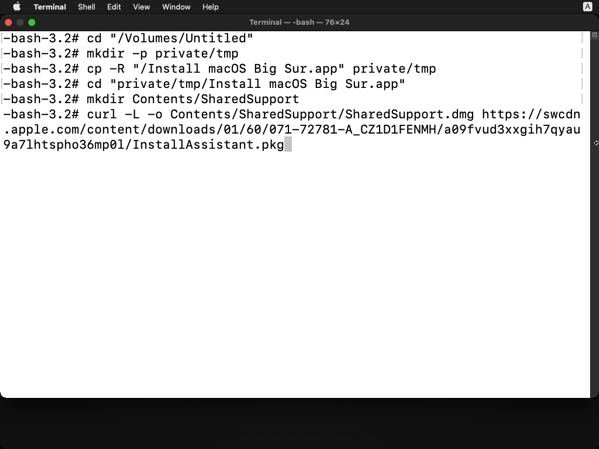 Terminal Shell Edit View Window Help A
Terminal — -bash — 76×24
-bash-3.2# cd "/Volumes/Untitled"
-bash-3.2# mkdir -p private/tmp
-bash-3.2# cp -R "/Install macOS Big Sur.app" private/tmp
-bash-3.2# cd "private/tmp/Install macOS Big Sur.app"
-bash-3.2# mkdir Contents/SharedSupport
-bash-3.2# curl -L -o Contents/SharedSupport/SharedSupport.dmg https://swcdn
.apple.com/content/downloads/01/60/071-72781-A_CZ1D1FENMH/a09fvud3xxgih7qyau
9a7lhtspho36mp0l/InstallAssistant.pkg